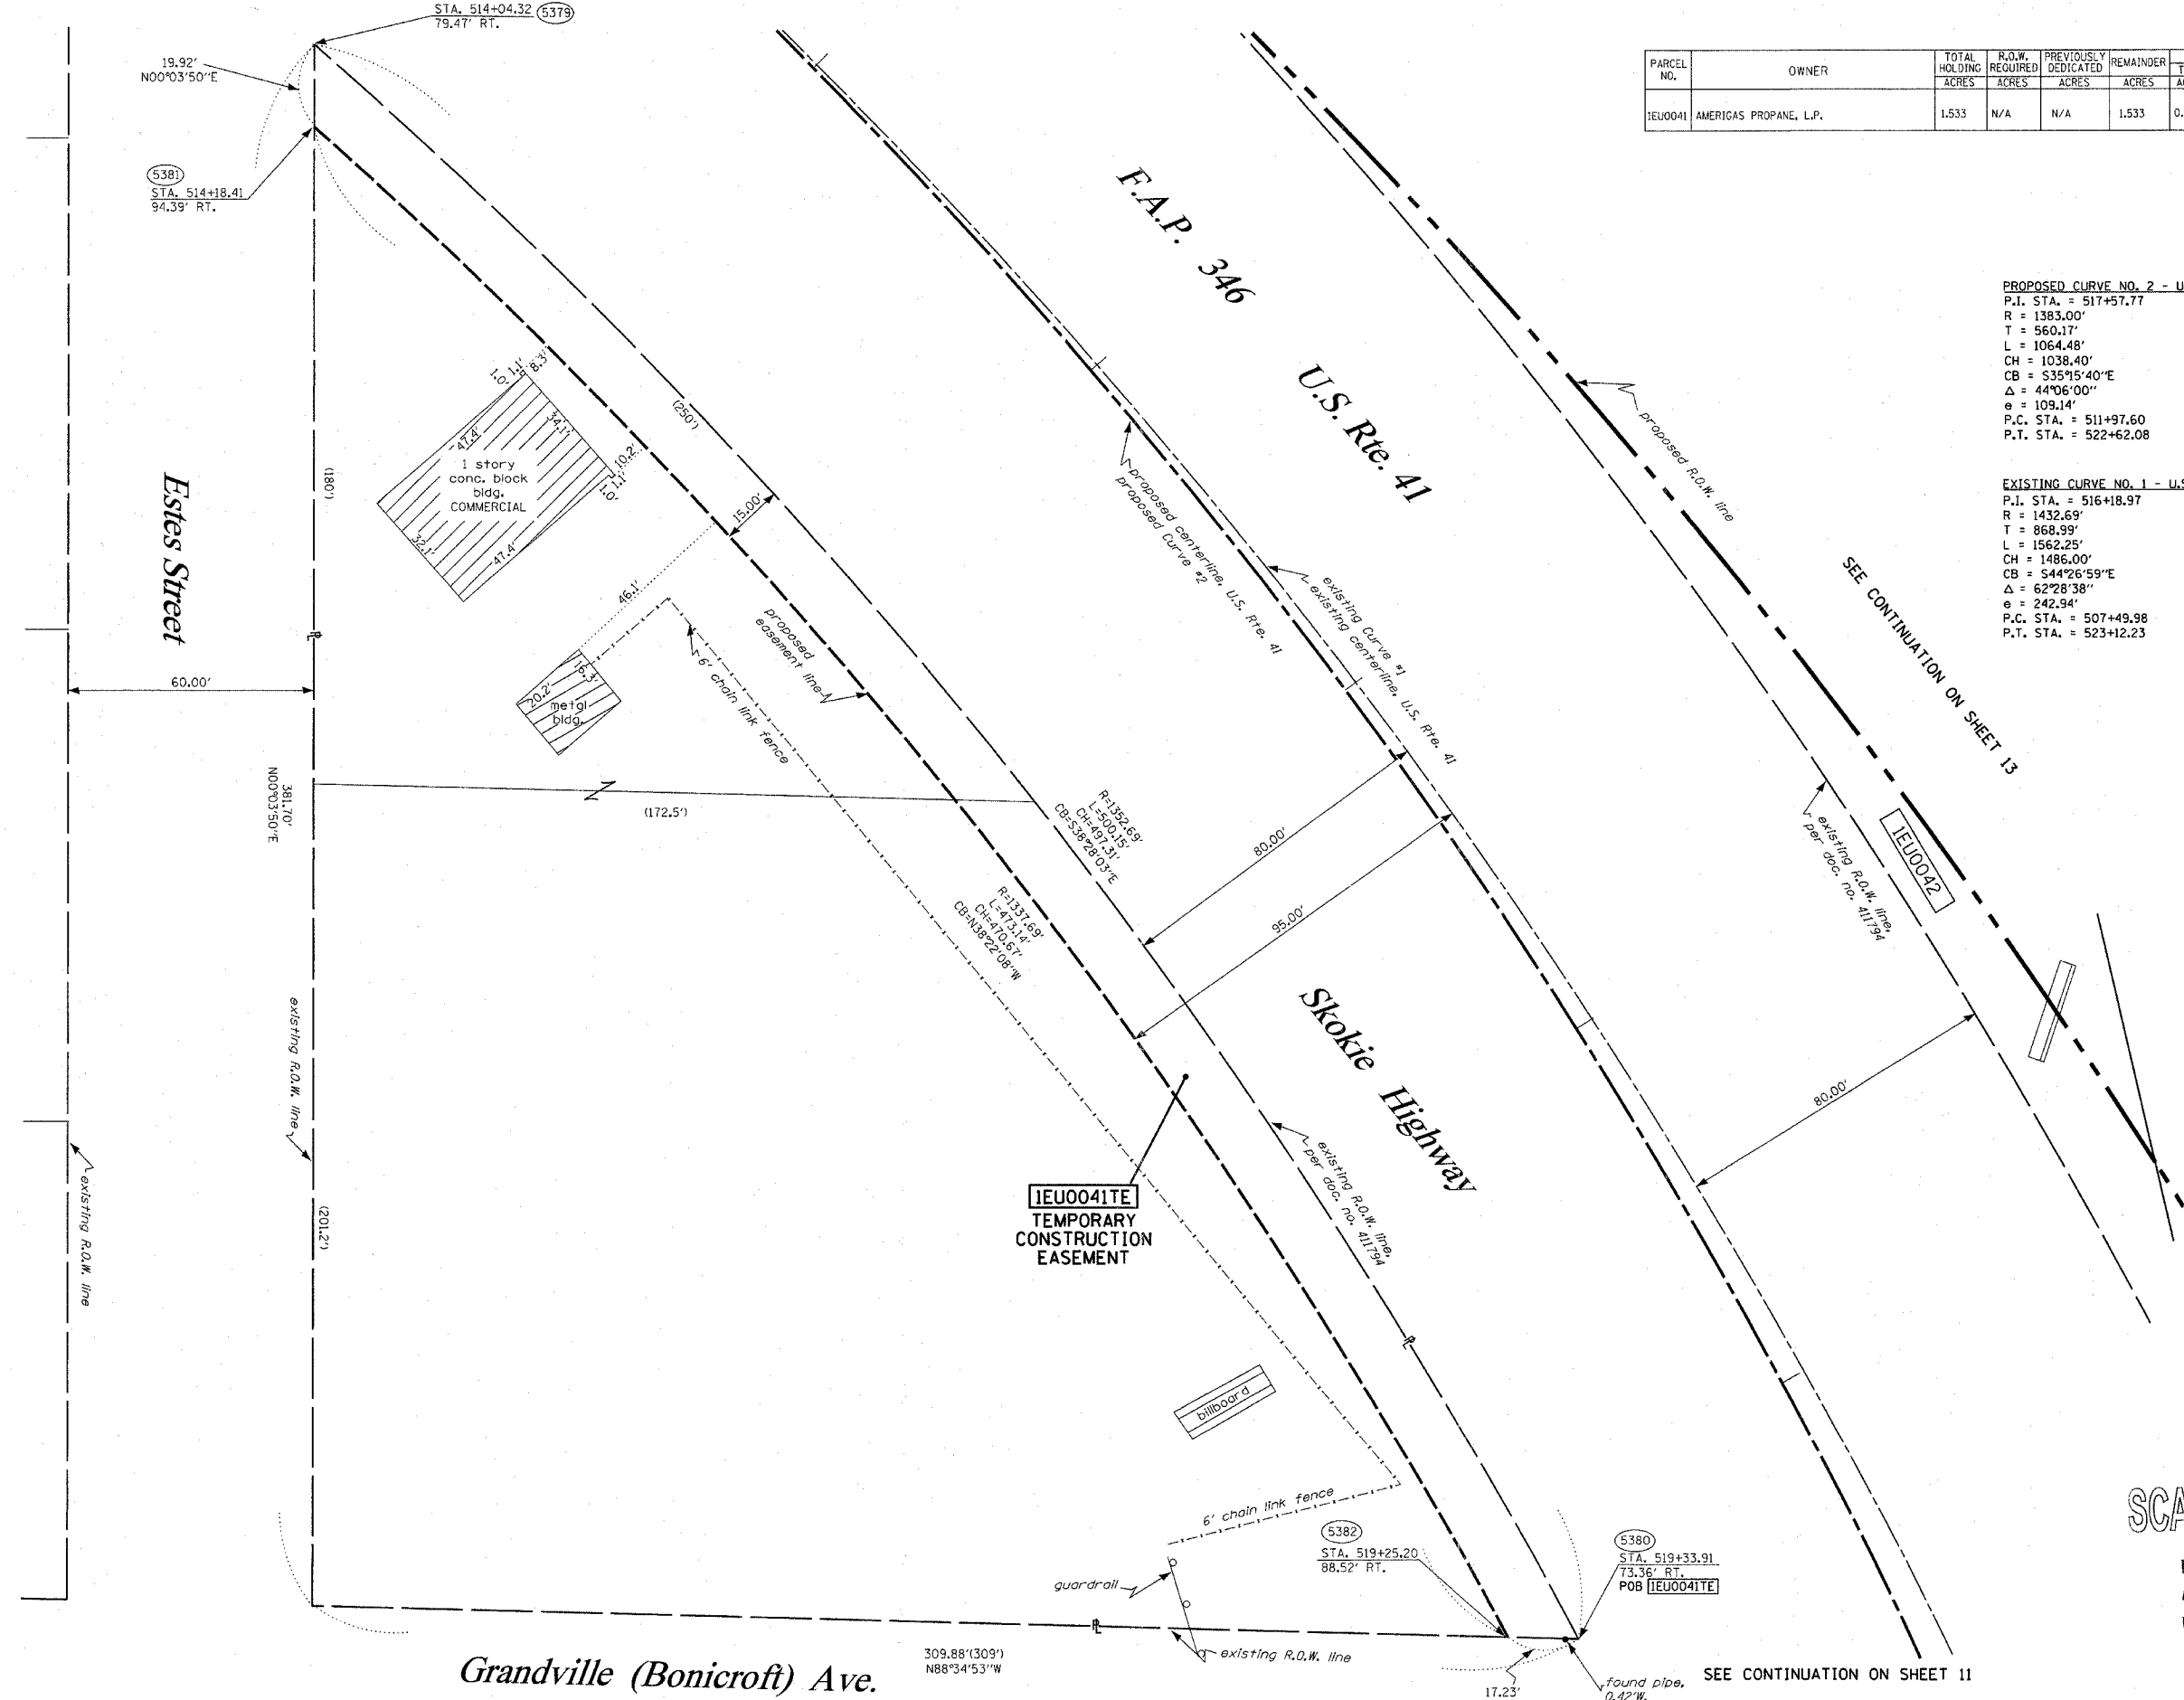 STA. 514+04.32 5379
79.47' RT.
19.92'
N00°03'50"E
5381
STA. 514+18.41
94.39' RT.
PARCEL NO.
OWNER
TOTAL HOLDING
ACRES
R.O.W. REQUIRED
ACRES
PREVIOUSLY DEDICATED
ACRES
REMAINDER
ACRES
1EU0041 AMERIGAS PROPANE, L.P. 1.533 N/A N/A 1.533 0.
F.A.P. 346
U.S. Rte. 41
PROPOSED CURVE NO. 2 - U
P.I. STA. = 517+57.77
R = 1383.00'
T = 560.17'
L = 1064.48'
CH = 1038.40'
CB = S35°15'40"E
Δ = 44°06'00"
e = 109.14'
P.C. STA. = 511+97.60
P.T. STA. = 522+62.08
EXISTING CURVE NO. 1 - U.S
P.I. STA. = 516+18.97
R = 1432.69'
T = 868.99'
L = 1562.25'
CH = 1486.00'
CB = S44°26'59"E
Δ = 62°28'38"
e = 242.94'
P.C. STA. = 507+49.98
P.T. STA. = 523+12.23
proposed R.O.W. line
SEE CONTINUATION ON SHEET 13
1.0' 1.1' 8.3'
47.4'
34.1'
1 story
conc. block
bldg.
COMMERCIAL
10.2'
1.1'
1.0'
32.1'
47.4'
(250')
15.00'
(180')
Estes Street
60.00'
46.1'
16.3'
20.2'
metal
bldg.
6' chain link fence
proposed
easement line
proposed centerline, U.S. Rte. 41
proposed Curve #2
existing Curve #1
existing centerline, U.S. Rte. 41
381.70'
N00°03'50"E
(172.5')
R=1352.69'
L=500.15'
CH=497.31'
CB=S38°28'03"E
R=1337.69'
L=473.14'
CH=470.67'
CB=N38°22'08"W
80.00'
95.00'
existing R.O.W. line,
per doc. no. 411794
1EU0042
Skokie Highway
80.00'
existing R.O.W. line
existing R.O.W. line
(201.2')
1EU0041TE
TEMPORARY
CONSTRUCTION
EASEMENT
existing R.O.W. line,
per doc. no. 411794
billboard
6' chain link fence
guardrail
5382
STA. 519+25.20
88.52' RT.
5380
STA. 519+33.91
73.36' RT.
POB 1EU0041TE
SCA
existing R.O.W. line
309.88'(309')
N88°34'53"W
Grandville (Bonicroft) Ave.
17.23'
found pipe,
0.42'W.
SEE CONTINUATION ON SHEET 11